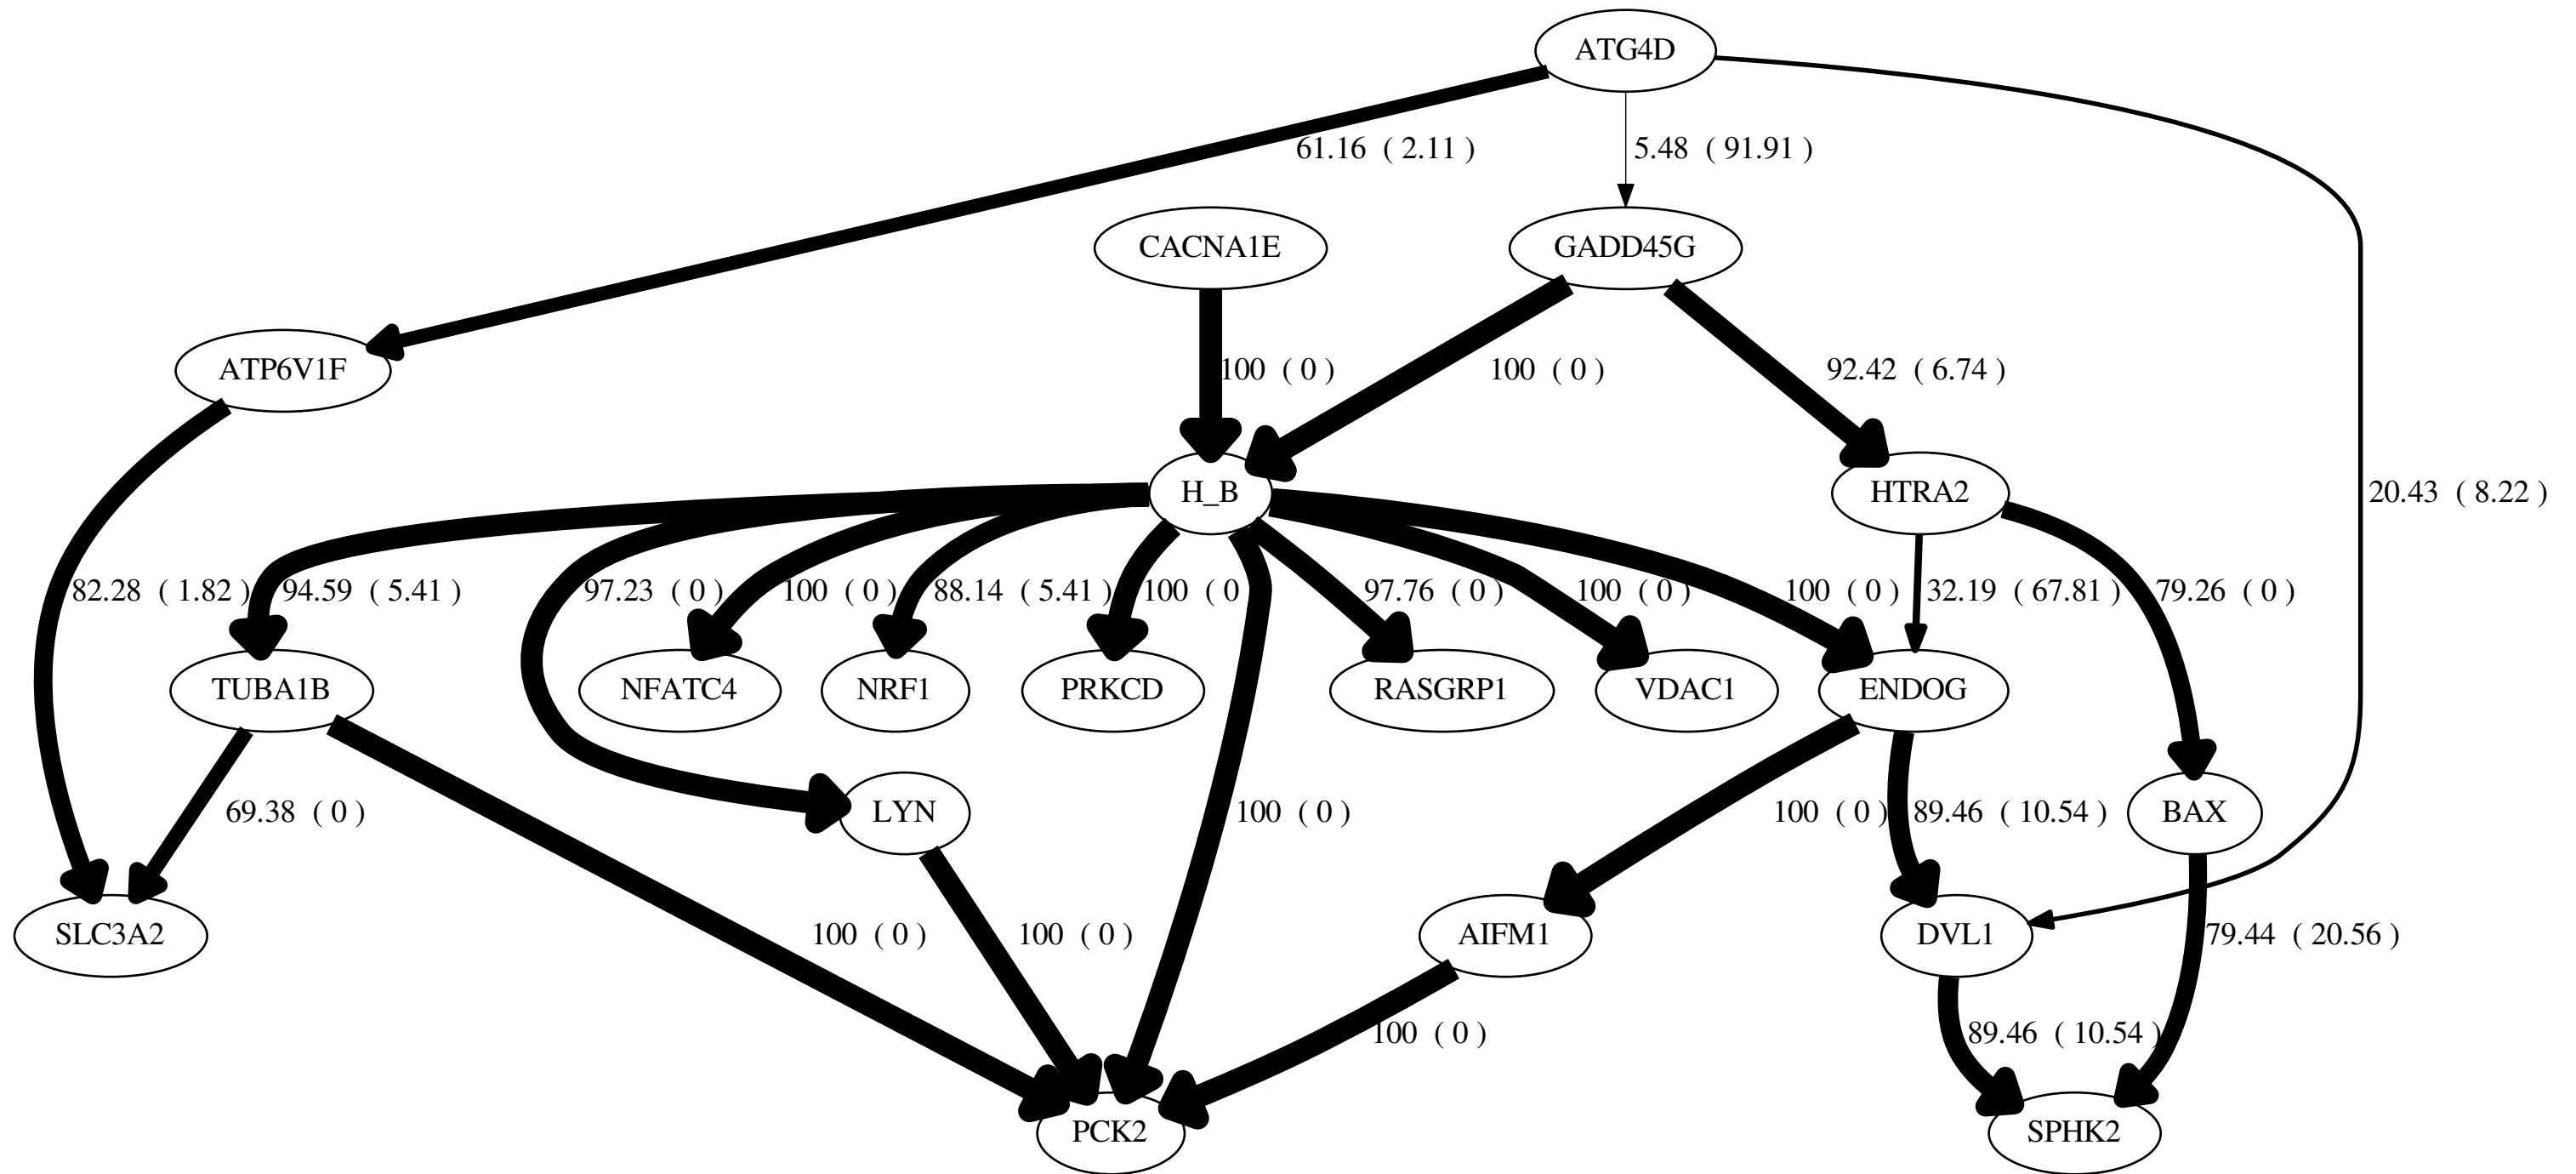 ATG4D
61.16 ( 2.11 )
5.48 ( 91.91 )
CACNA1E
GADD45G
ATP6V1F
100 ( 0 )
100 ( 0 )
92.42 ( 6.74 )
H_B
HTRA2
20.43 ( 8.22 )
82.28 ( 1.82 )
94.59 ( 5.41 )
97.23 ( 0 )
100 ( 0 )
88.14 ( 5.41 )
100 ( 0
97.76 ( 0 )
100 ( 0 )
100 ( 0 )
32.19 ( 67.81 )
79.26 ( 0 )
TUBA1B
NFATC4
NRF1
PRKCD
RASGRP1
VDAC1
ENDOG
69.38 ( 0 )
LYN
100 ( 0 )
100 ( 0 )
89.46 ( 10.54 )
BAX
SLC3A2
100 ( 0 )
100 ( 0 )
AIFM1
DVL1
79.44 ( 20.56 )
100 ( 0 )
89.46 ( 10.54 )
PCK2
SPHK2